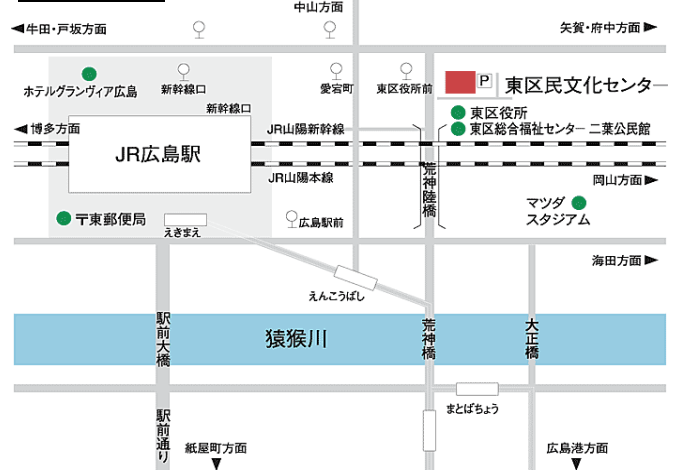 中山方面
牛田・戸坂方面
矢賀・府中方面
ホテルグランヴィア広島
新幹線口
愛宕町
東区役所前
P
東区民文化センター
新幹線口
東区役所
博多方面
JR山陽新幹線
東区総合福祉センター 二葉公民館
JR広島駅
JR山陽本線
荒神陸橋
岡山方面
マツダ
スタジアム
〒東郵便局
えきまえ
広島駅前
海田方面
えんこうばし
駅前大橋
猿猴川
荒神橋
大正橋
まとばちょう
駅前通り
紙屋町方面
広島港方面